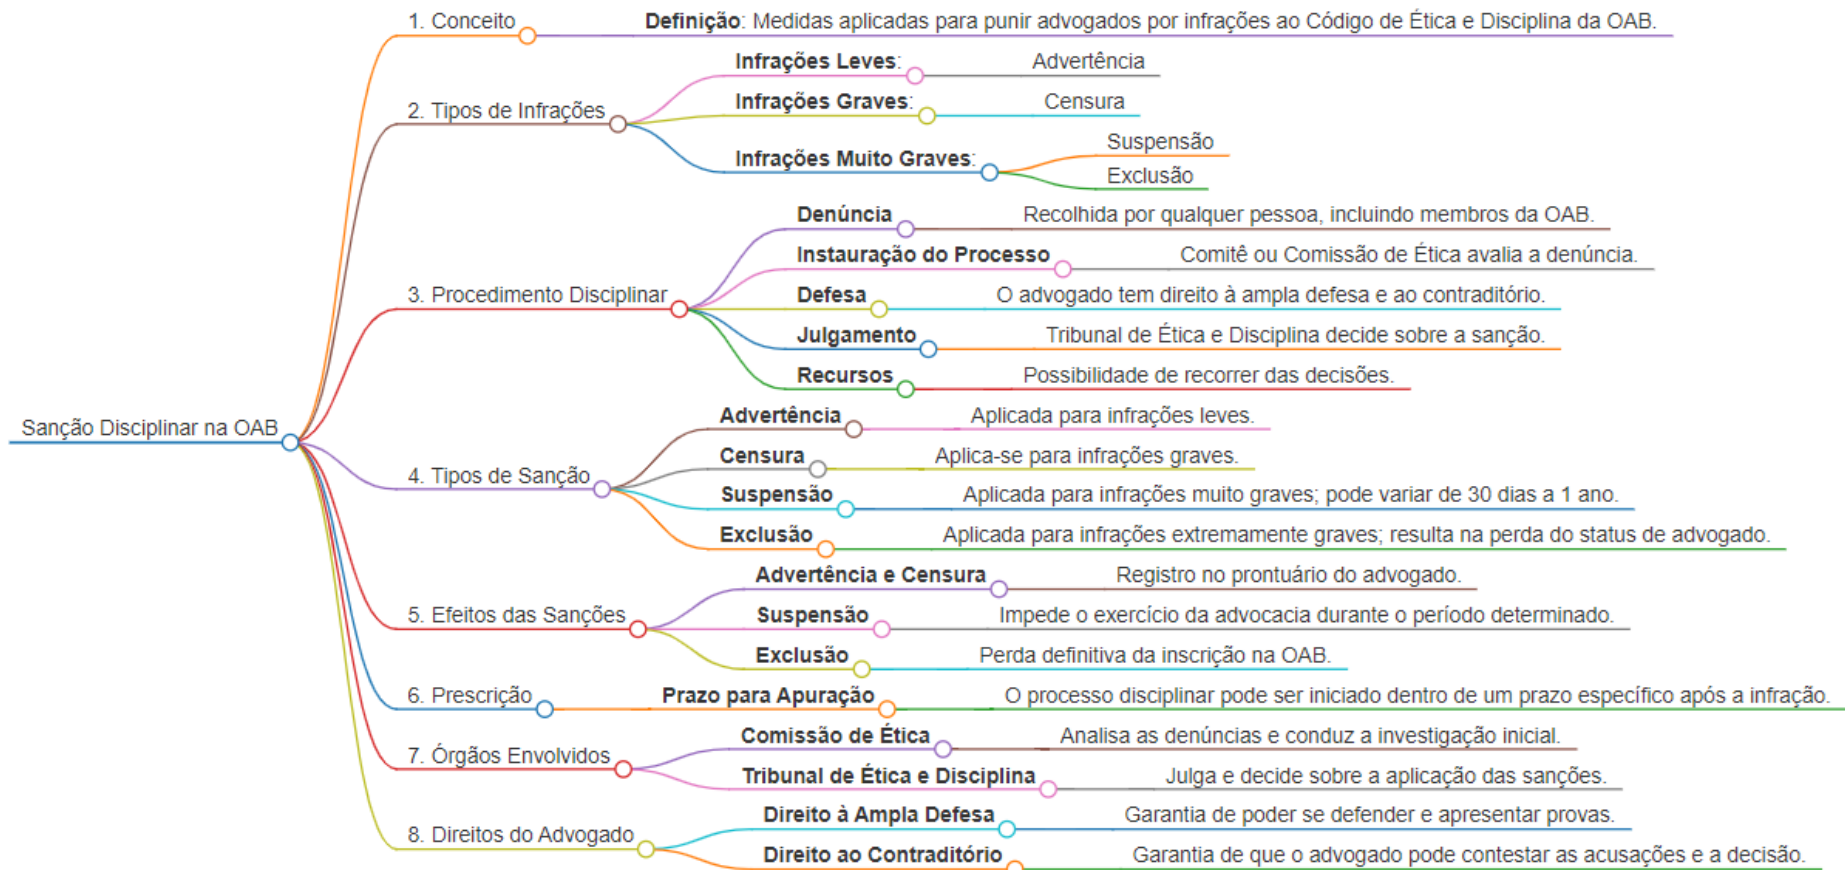 Sanção Disciplinar na OAB
1. Conceito
Definição: Medidas aplicadas para punir advogados por infrações ao Código de Ética e Disciplina da OAB.
2. Tipos de Infrações
Infrações Leves:
Advertência
Infrações Graves:
Censura
Infrações Muito Graves:
Suspensão
Exclusão
3. Procedimento Disciplinar
Denúncia
Recolhida por qualquer pessoa, incluindo membros da OAB.
Instauração do Processo
Comitê ou Comissão de Ética avalia a denúncia.
Defesa
O advogado tem direito à ampla defesa e ao contraditório.
Julgamento
Tribunal de Ética e Disciplina decide sobre a sanção.
Recursos
Possibilidade de recorrer das decisões.
4. Tipos de Sanção
Advertência
Aplicada para infrações leves.
Censura
Aplica-se para infrações graves.
Suspensão
Aplicada para infrações muito graves; pode variar de 30 dias a 1 ano.
Exclusão
Aplicada para infrações extremamente graves; resulta na perda do status de advogado.
5. Efeitos das Sanções
Advertência e Censura
Registro no prontuário do advogado.
Suspensão
Impede o exercício da advocacia durante o período determinado.
Exclusão
Perda definitiva da inscrição na OAB.
6. Prescrição
Prazo para Apuração
O processo disciplinar pode ser iniciado dentro de um prazo específico após a infração.
7. Órgãos Envolvidos
Comissão de Ética
Analisa as denúncias e conduz a investigação inicial.
Tribunal de Ética e Disciplina
Julga e decide sobre a aplicação das sanções.
8. Direitos do Advogado
Direito à Ampla Defesa
Garantia de poder se defender e apresentar provas.
Direito ao Contraditório
Garantia de que o advogado pode contestar as acusações e a decisão.